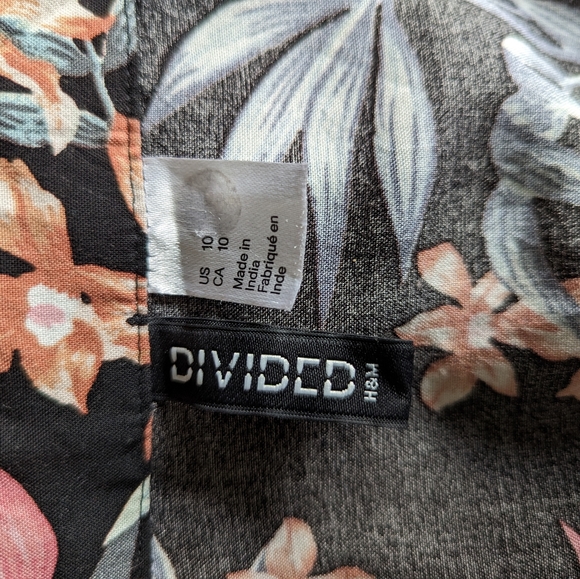 US 10
CA 10
Made in
India
Fabriqué en
Inde
DIVIDED
H&M